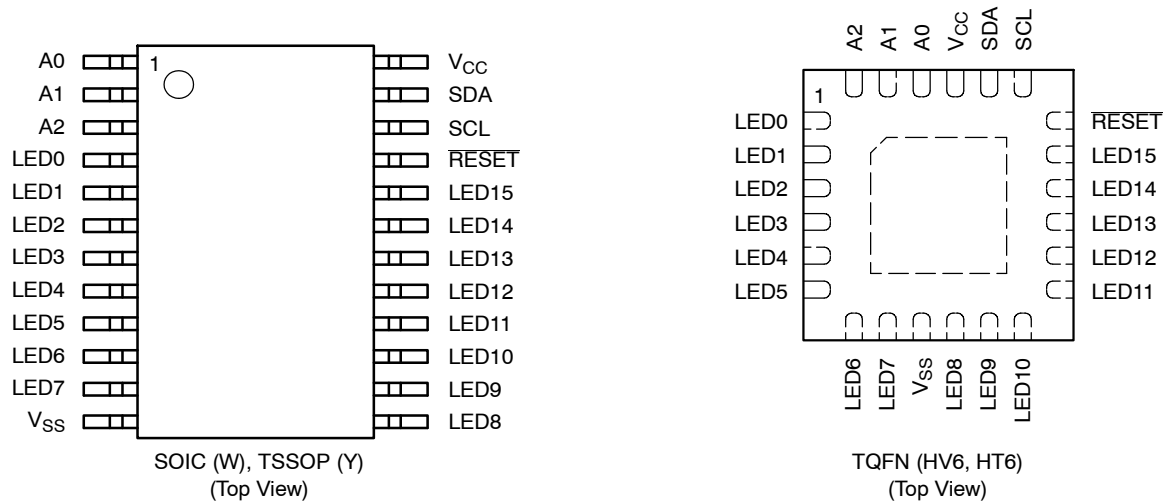 A0
A1
A2
LED0
LED1
LED2
LED3
LED4
LED5
LED6
LED7
VSS
1
VCC
SDA
SCL
RESET
LED15
LED14
LED13
LED12
LED11
LED10
LED9
LED8
SOIC (W), TSSOP (Y)
(Top View)
A2
A1
A0
VCC
SDA
SCL
1
LED0
LED1
LED2
LED3
LED4
LED5
RESET
LED15
LED14
LED13
LED12
LED11
LED6
LED7
VSS
LED8
LED9
LED10
TQFN (HV6, HT6)
(Top View)